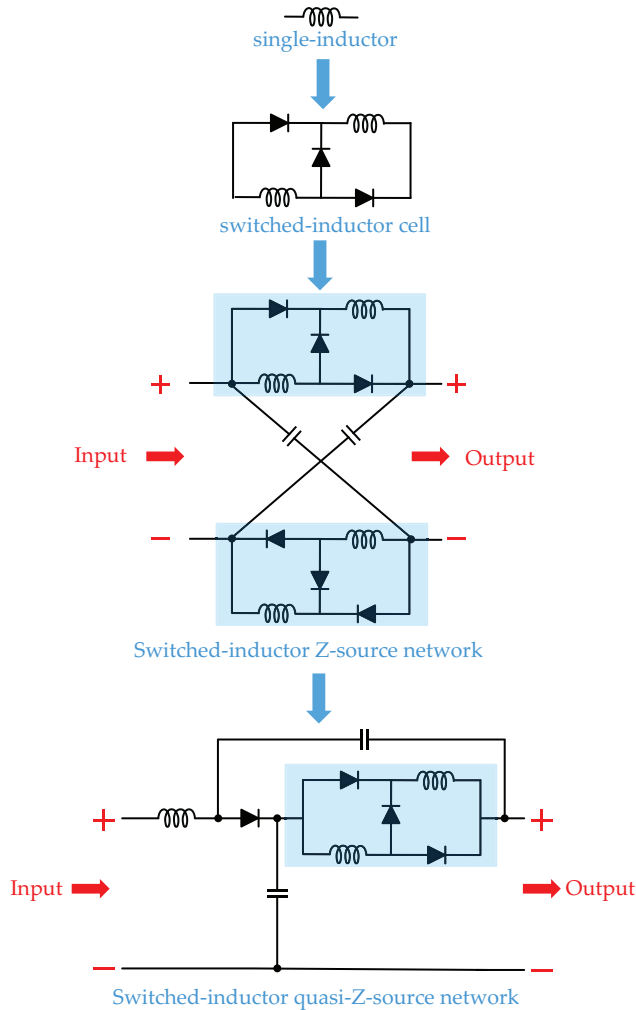 single-inductor
switched-inductor cell
+ +
Input Output
− −
Switched-inductor Z-source network
+ +
Input Output
− −
Switched-inductor quasi-Z-source network